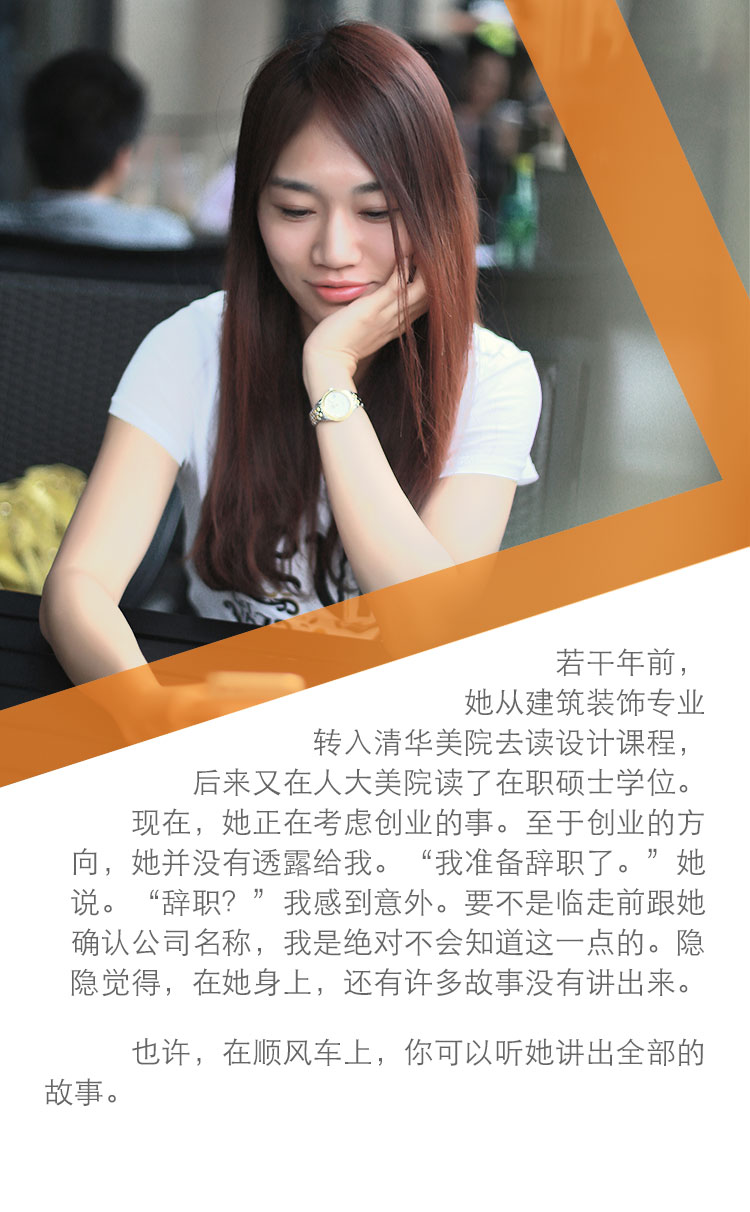 若干年前，
她从建筑装饰专业
转入清华美院去读设计课程，
后来又在人大美院读了在职硕士学位。
现在，她正在考虑创业的事。至于创业的方
向，她并没有透露给我。“我准备辞职了。”她
说。“辞职？”我感到意外。要不是临走前跟她
确认公司名称，我是绝对不会知道这一点的。隐
隐觉得，在她身上，还有许多故事没有讲出来。
也许，在顺风车上，你可以听她讲出全部的
故事。